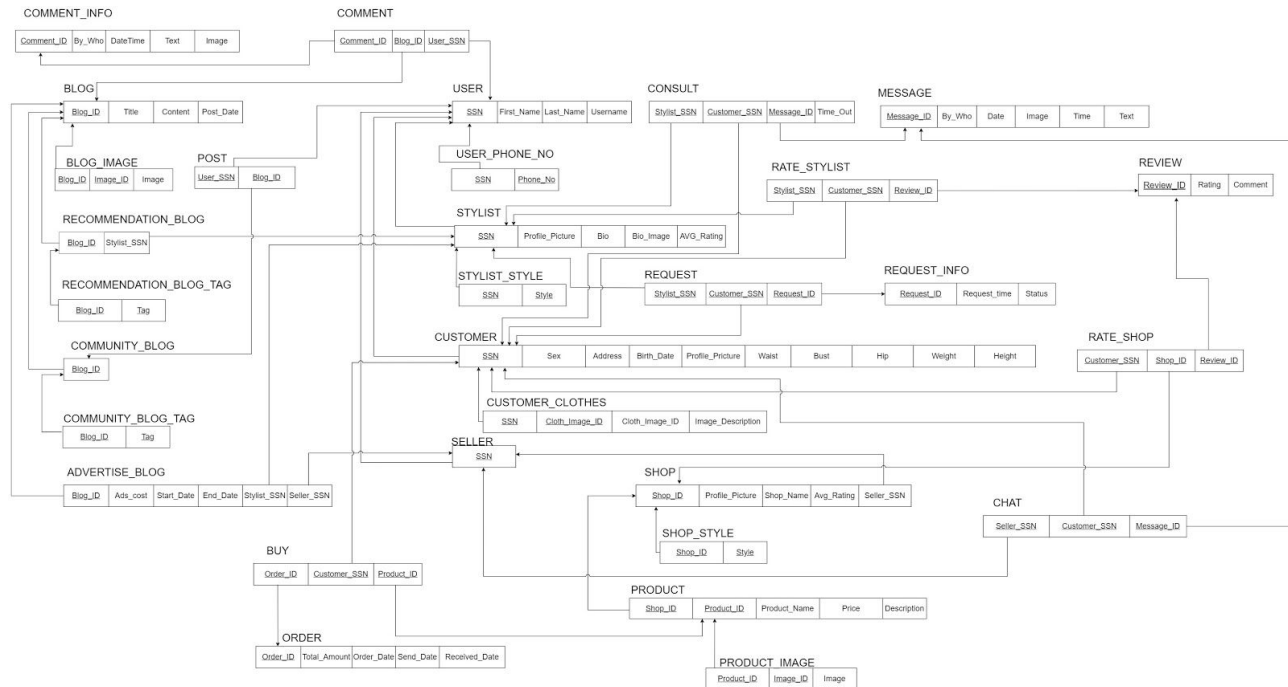 COMMENT_INFO
Comment_ID By_Who DateTime Text Image
COMMENT
Comment_ID Blog_ID User_SSN
BLOG
Blog_ID Title Content Post_Date
USER
SSN First_Name Last_Name Username
CONSULT
Stylist_SSN Customer_SSN Message_ID Time_Out
MESSAGE
Message_ID By_Who Date Image Time Text
BLOG_IMAGE
Blog_ID Image_ID Image
POST
User_SSN Blog_ID
USER_PHONE_NO
SSN Phone_No
RATE_STYLIST
Stylist_SSN Customer_SSN Review_ID
REVIEW
Review_ID Rating Comment
RECOMMENDATION_BLOG
Blog_ID Stylist_SSN
STYLIST
SSN Profile_Picture Bio Bio_Image AVG_Rating
STYLIST_STYLE
SSN Style
REQUEST
Stylist_SSN Customer_SSN Request_ID
REQUEST_INFO
Request_ID Request_time Status
RECOMMENDATION_BLOG_TAG
Blog_ID Tag
COMMUNITY_BLOG
Blog_ID
CUSTOMER
SSN Sex Address Birth_Date Profile_Pricture Waist Bust Hip Weight Height
RATE_SHOP
Customer_SSN Shop_ID Review_ID
CUSTOMER_CLOTHES
SSN Cloth_Image_ID Cloth_Image_ID Image_Description
COMMUNITY_BLOG_TAG
Blog_ID Tag
SELLER
SSN
ADVERTISE_BLOG
Blog_ID Ads_cost Start_Date End_Date Stylist_SSN Seller_SSN
SHOP
Shop_ID Profile_Picture Shop_Name Avg_Rating Seller_SSN
CHAT
Seller_SSN Customer_SSN Message_ID
SHOP_STYLE
Shop_ID Style
BUY
Order_ID Customer_SSN Product_ID
PRODUCT
Shop_ID Product_ID Product_Name Price Description
ORDER
Order_ID Total_Amount Order_Date Send_Date Received_Date
PRODUCT_IMAGE
Product_ID Image_ID Image